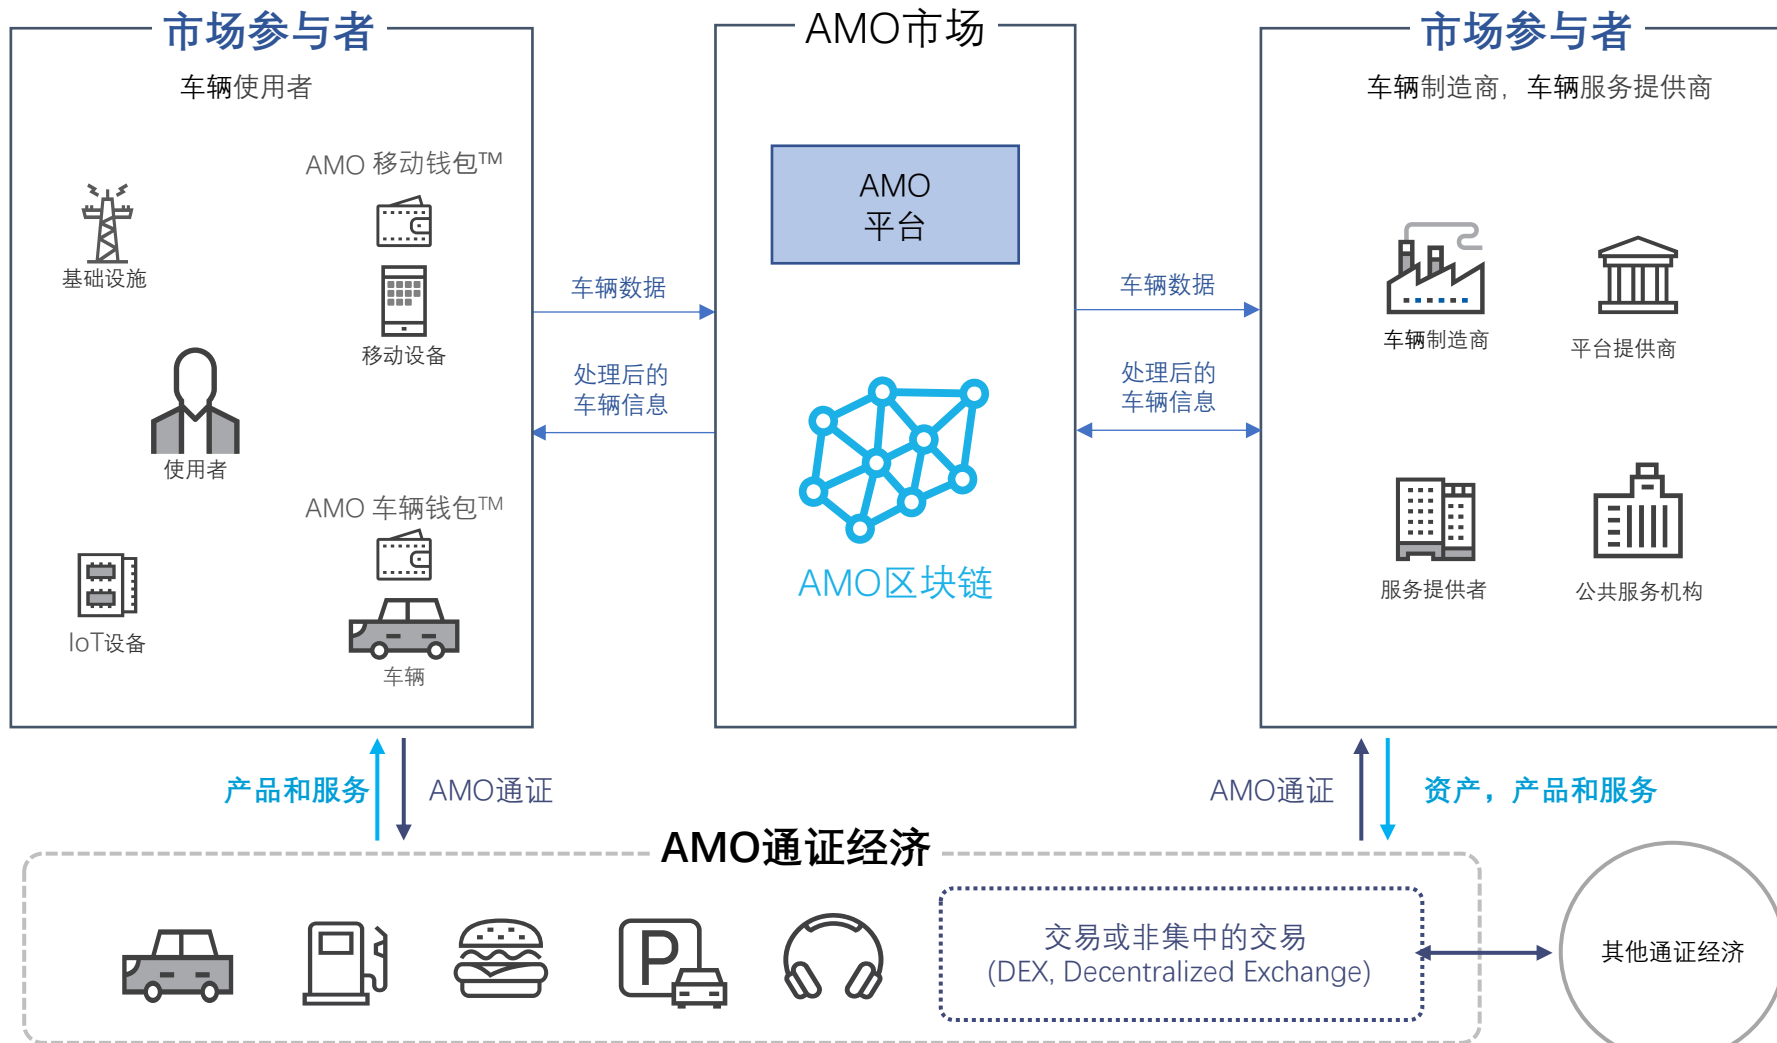 市场参与者
车辆使用者
AMO 移动钱包™
基础设施
移动设备
使用者
AMO 车辆钱包™
IoT设备
车辆
车辆数据
处理后的
车辆信息
AMO市场
AMO
平台
AMO区块链
车辆数据
处理后的
车辆信息
市场参与者
车辆制造商，车辆服务提供商
车辆制造商
平台提供商
服务提供者
公共服务机构
产品和服务
AMO通证
AMO通证
资产，产品和服务
AMO通证经济
P
交易或非集中的交易
(DEX, Decentralized Exchange)
其他通证经济